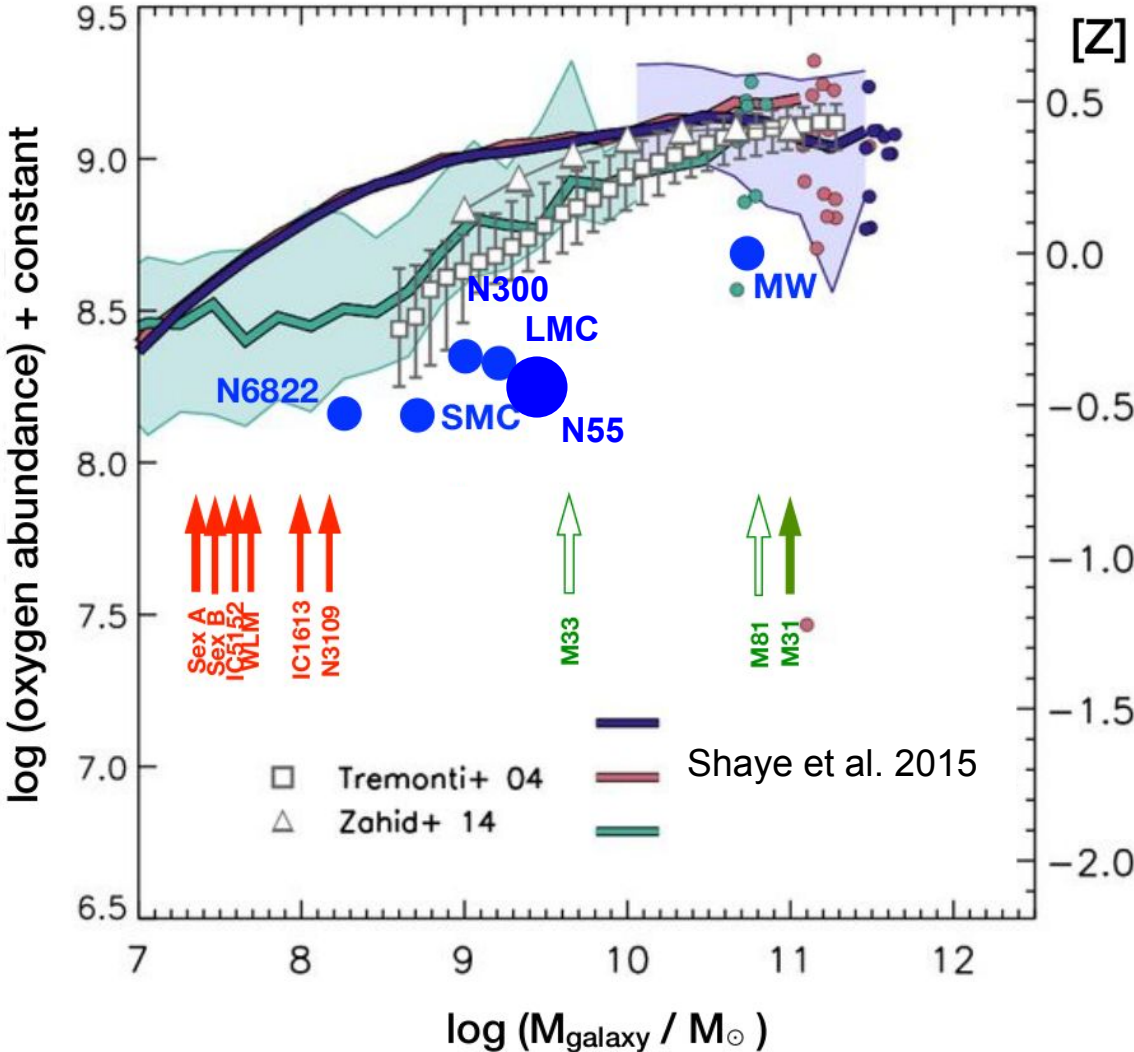 9.5
9.0
8.5
8.0
7.5
7.0
6.5
log (oxygen abundance) + constant
[Z]
0.5
0.0
−0.5
−1.0
−1.5
−2.0
N300
LMC
MW
N6822
SMC
N55
Sex A
Sex B
IC5152
WLM
IC1613
N3109
M33
M81
M31
Tremonti+ 04
Zahid+ 14
Shaye et al. 2015
7
8
9
10
11
12
log (M_galaxy / M_☉ )